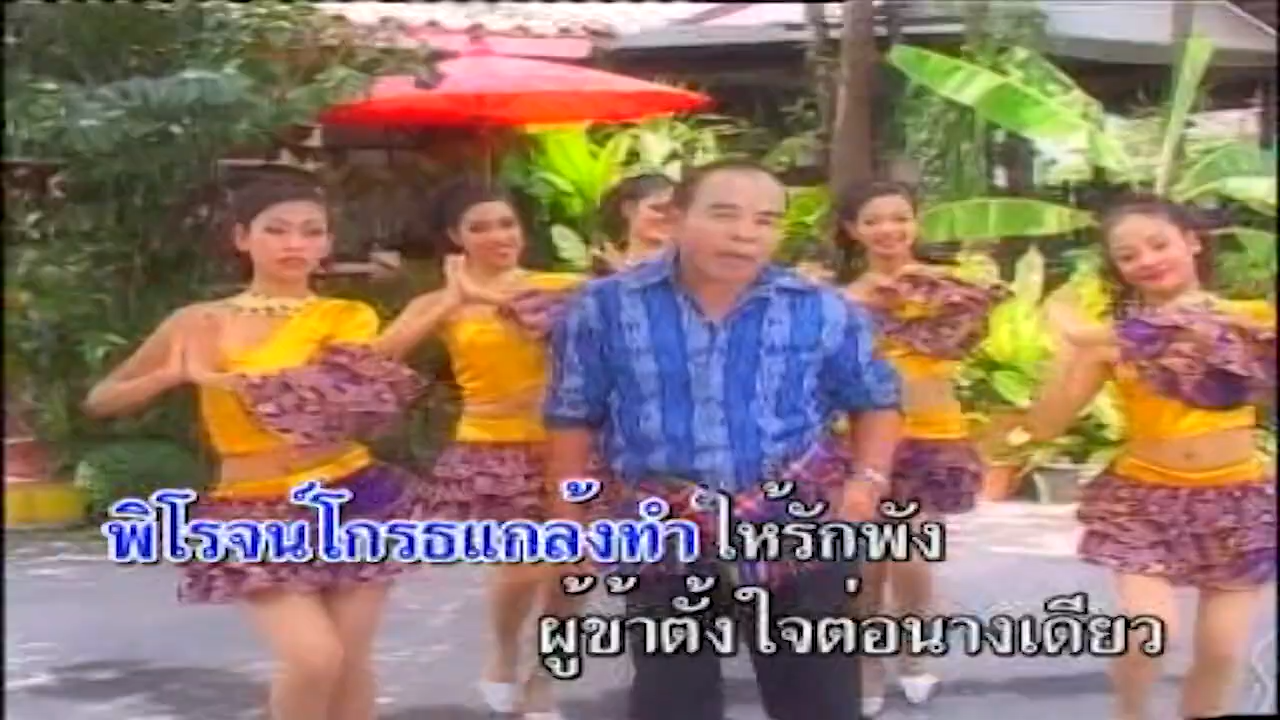 พิโรจน์โกรธแกล้งทำ ให้รักพัง
ผู้ข้าตั้งใจต่อนางเดียว